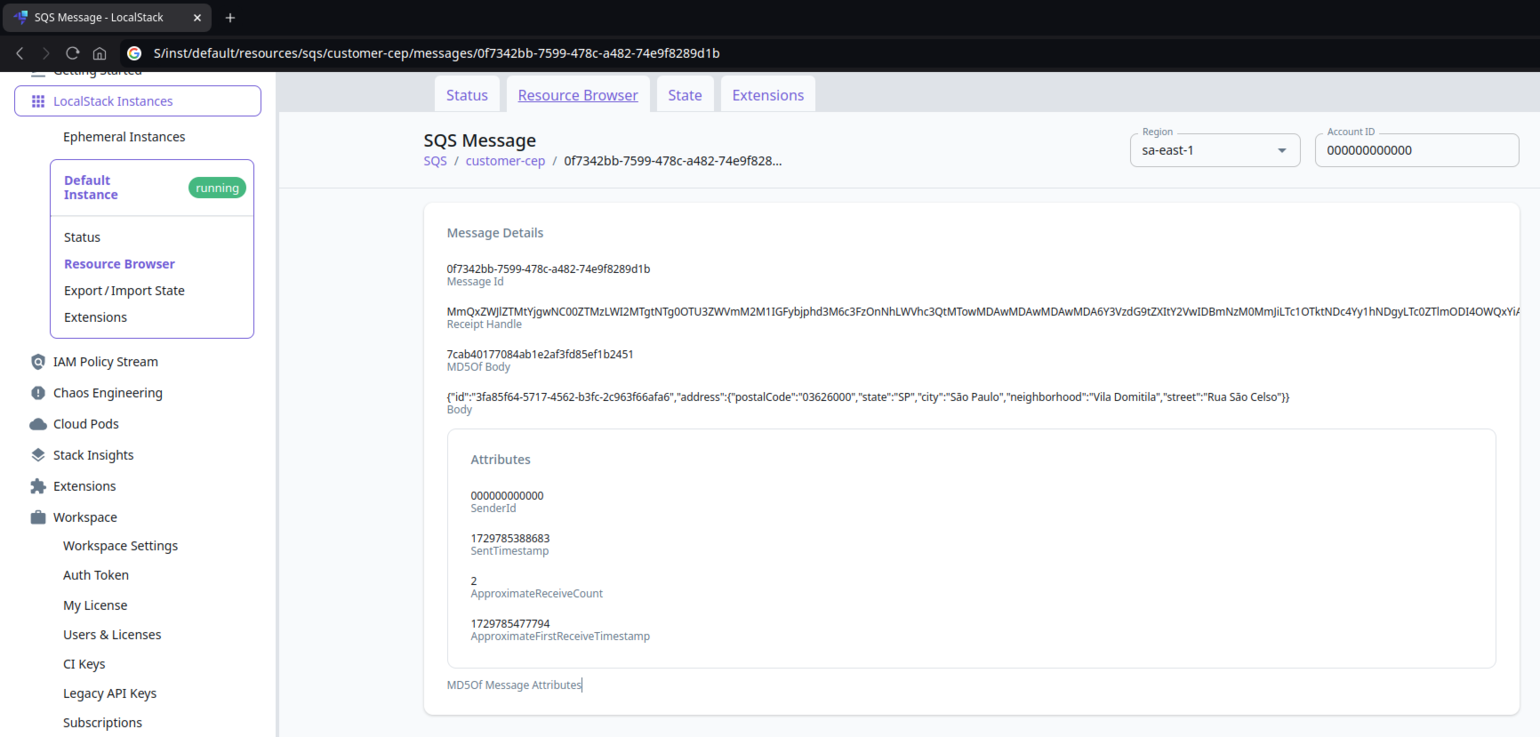 SQS Message - LocalStack
S/inst/default/resources/sqs/customer-cep/messages/0f7342bb-7599-478c-a482-74e9f8289d1b
Getting Started
LocalStack Instances
Ephemeral Instances
Default
Instance
running
Status
Resource Browser
Export / Import State
Extensions
IAM Policy Stream
Chaos Engineering
Cloud Pods
Stack Insights
Extensions
Workspace
Workspace Settings
Auth Token
My License
Users & Licenses
CI Keys
Legacy API Keys
Subscriptions
Status Resource Browser State Extensions
SQS Message
SQS / customer-cep / 0f7342bb-7599-478c-a482-74e9f828...
Region
sa-east-1
Account ID
000000000000
Message Details
0f7342bb-7599-478c-a482-74e9f8289d1b
Message Id
MmQxZWJlZTMtYjgwNC00ZTMzLWI2MTgtNTg0OTU3ZWVmM2M1IGFybjphd3M6c3FzOnNhLWVhc3QtMTowMDAwMDAwMDAwMDA6Y3VzdG9tZXItY2VwIDBmNzM0MmJiLTc1OTktNDc4Yy1hNDgyLTc0ZTlmODI4OWQxYiA
Receipt Handle
7cab40177084ab1e2af3fd85ef1b2451
MD5Of Body
{"id":"3fa85f64-5717-4562-b3fc-2c963f66afa6","address":{"postalCode":"03626000","state":"SP","city":"São Paulo","neighborhood":"Vila Domitila","street":"Rua São Celso"}}
Body
Attributes
000000000000
SenderId
1729785388683
SentTimestamp
2
ApproximateReceiveCount
1729785477794
ApproximateFirstReceiveTimestamp
MD5Of Message Attributes